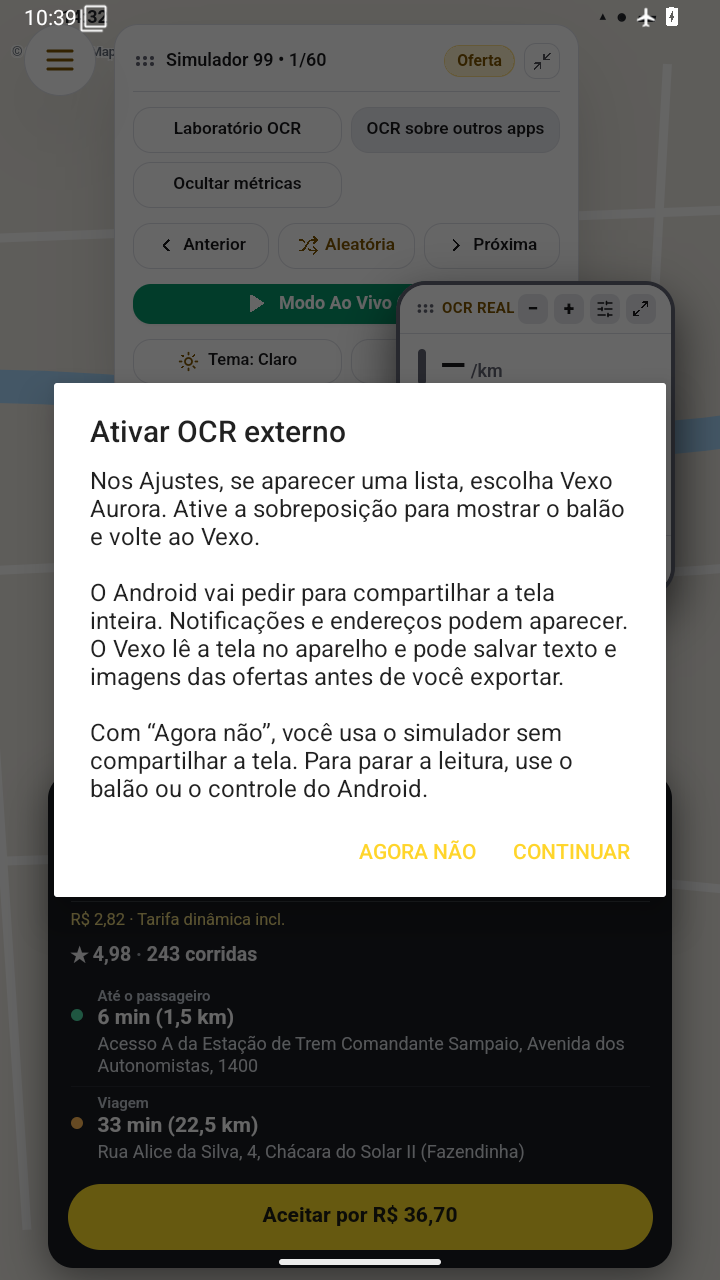 10:39
32
© Map
Simulador 99 • 1/60
Oferta
Laboratório OCR
OCR sobre outros apps
Ocultar métricas
Anterior
Aleatória
Próxima
Modo Ao Vivo
OCR REAL
− +
Tema: Claro
— /km
Ativar OCR externo
Nos Ajustes, se aparecer uma lista, escolha Vexo
Aurora. Ative a sobreposição para mostrar o balão
e volte ao Vexo.
O Android vai pedir para compartilhar a tela
inteira. Notificações e endereços podem aparecer.
O Vexo lê a tela no aparelho e pode salvar texto e
imagens das ofertas antes de você exportar.
Com “Agora não”, você usa o simulador sem
compartilhar a tela. Para parar a leitura, use o
balão ou o controle do Android.
AGORA NÃO
CONTINUAR
R$ 2,82 · Tarifa dinâmica incl.
★ 4,98 · 243 corridas
Até o passageiro
6 min (1,5 km)
Acesso A da Estação de Trem Comandante Sampaio, Avenida dos
Autonomistas, 1400
Viagem
33 min (22,5 km)
Rua Alice da Silva, 4, Chácara do Solar II (Fazendinha)
Aceitar por R$ 36,70